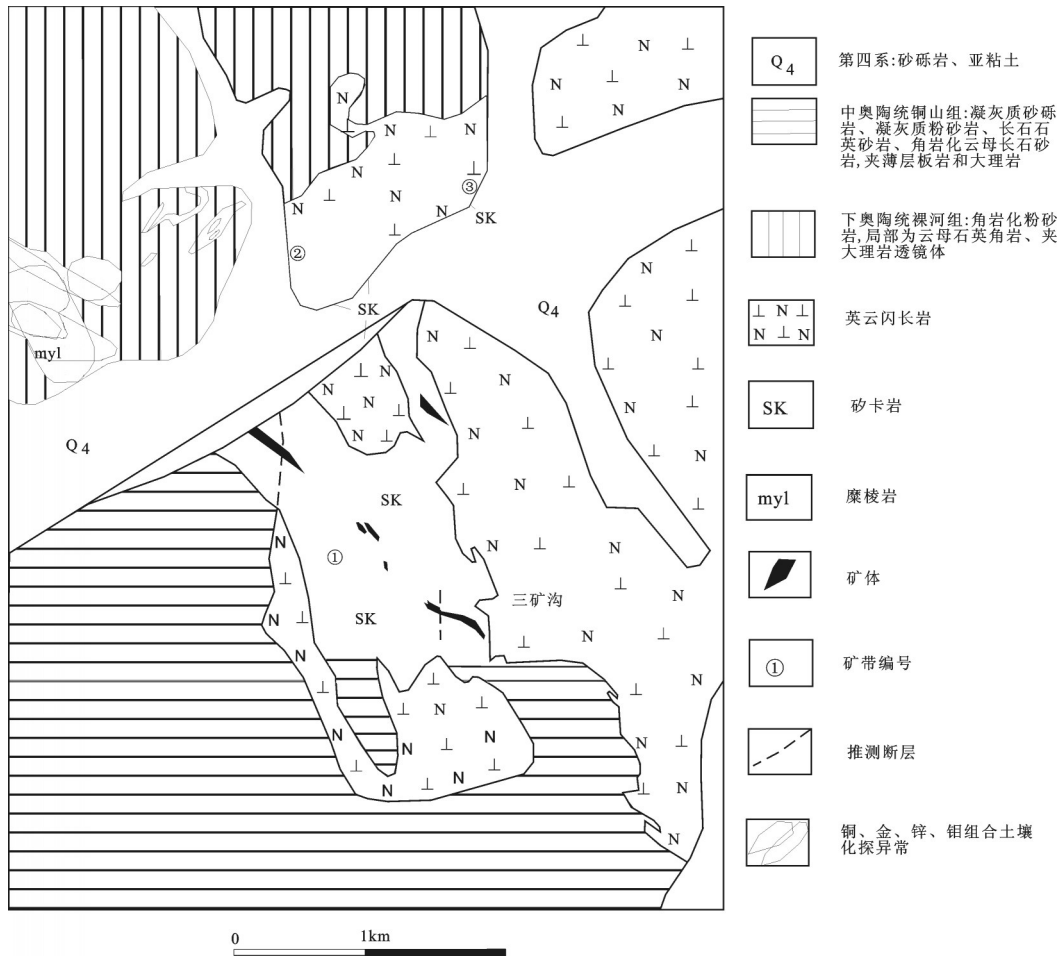 N ⊥
⊥
N N
⊥
N
⊥
N
N
⊥ N ⊥
N ⊥
N ⊥
③
N ⊥
N
N ⊥
SK
②
N
⊥
SK
Q4
myl
N
⊥
N
⊥
N
⊥ N
N
N ⊥
⊥
N ⊥
N
⊥
N
⊥
N ⊥
⊥
N
Q4
⊥
N
SK
N
⊥
⊥
N
N ⊥ N
①
⊥
⊥ N
N ⊥
三矿沟
SK
⊥ N ⊥
N
⊥
⊥
N
⊥ N ⊥
N
N ⊥ N
N ⊥
⊥
N ⊥ N ⊥
⊥ N
N
0 1km
Q4 第四系:砂砾岩、亚粘土
中奥陶统铜山组:凝灰质砂砾
岩、凝灰质粉砂岩、长石石
英砂岩、角岩化云母长石砂
岩,夹薄层板岩和大理岩
下奥陶统裸河组:角岩化粉砂
岩,局部为云母石英角岩、夹
大理岩透镜体
⊥ N ⊥
N ⊥ N
英云闪长岩
SK 矽卡岩
myl 糜棱岩
矿体
① 矿带编号
推测断层
铜、金、锌、钼组合土壤
化探异常